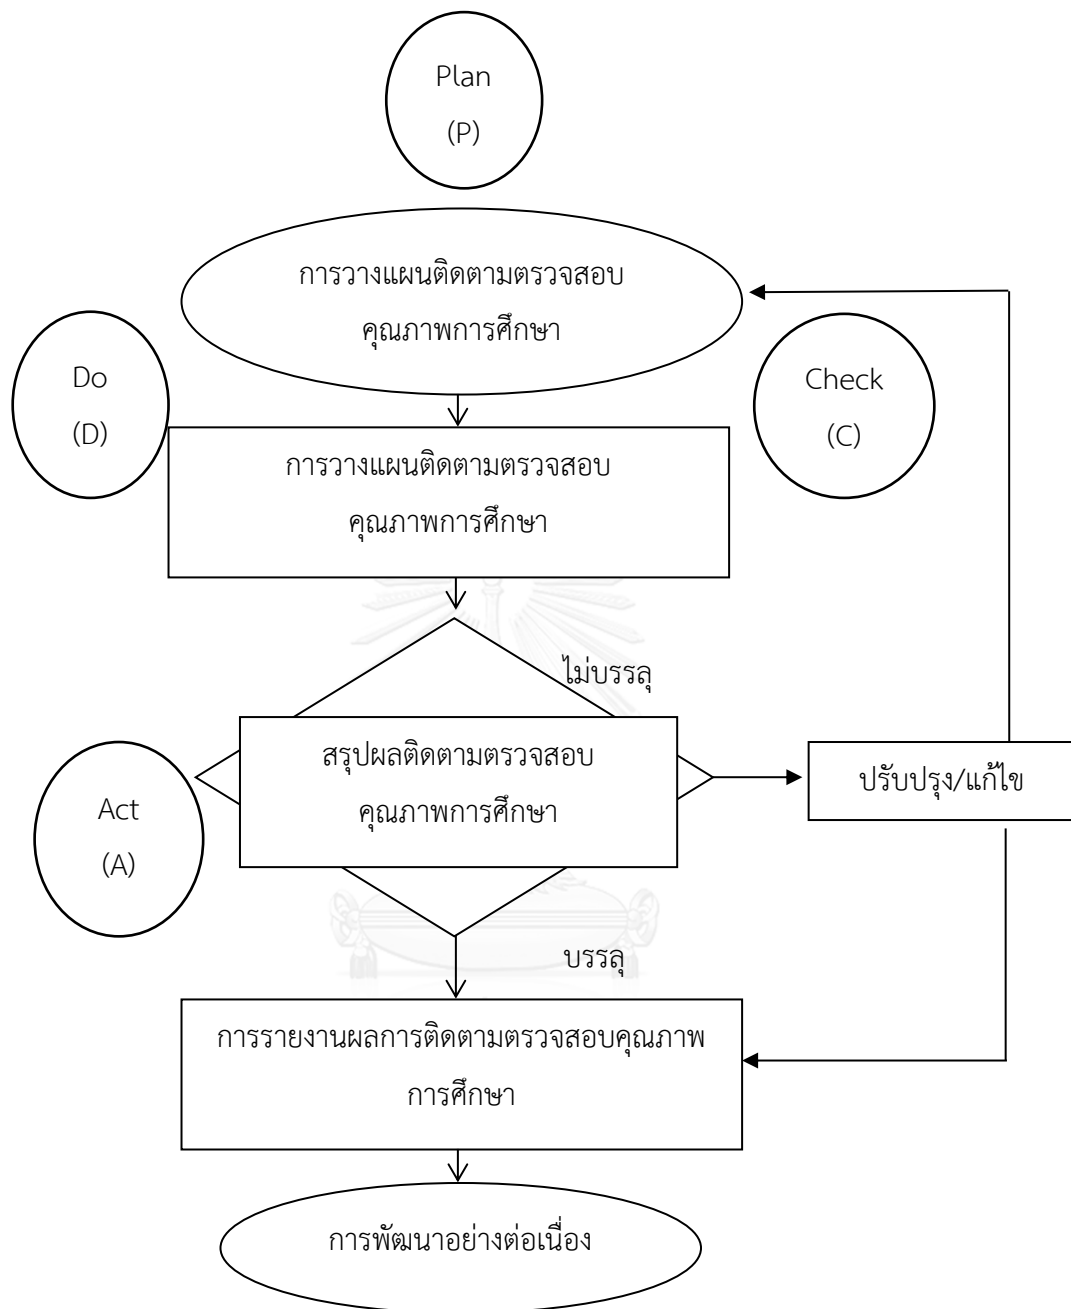 Plan
(P)
การวางแผนติดตามตรวจสอบ
คุณภาพการศึกษา
Do
(D)
Check
(C)
การวางแผนติดตามตรวจสอบ
คุณภาพการศึกษา
ไม่บรรลุ
สรุปผลติดตามตรวจสอบ
คุณภาพการศึกษา
ปรับปรุง/แก้ไข
Act
(A)
บรรลุ
การรายงานผลการติดตามตรวจสอบคุณภาพ
การศึกษา
การพัฒนาอย่างต่อเนื่อง